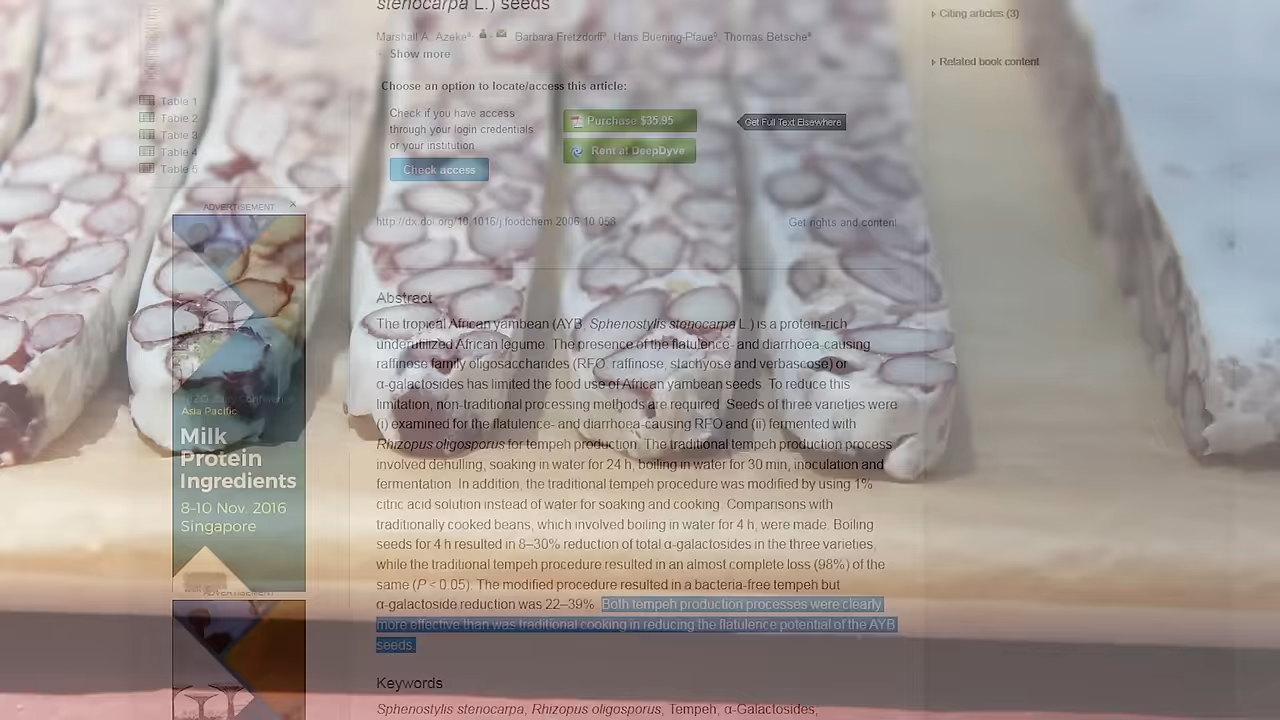 stenocarpa L.) seeds
Marshall A. Azeke, Barbara Fretzdorff, Hans Buening-Pfaue, Thomas Betsche
Show more
Choose an option to locate/access this article:
Check if you have access
through your login credentials
or your institution
Check access
Purchase $35.95
Rent at DeepDyve
Get Full Text Elsewhere
Citing articles (3)
Related book content
Table 1
Table 2
Table 3
Table 4
Table 5
ADVERTISEMENT
Asia Pacific
Milk
Protein
Ingredients
8–10 Nov. 2016
Singapore
ADVERTISEMENT
http://dx.doi.org/10.1016/j.foodchem.2006.10.058
Get rights and content
Abstract
The tropical African yambean (AYB, Sphenostylis stenocarpa L.) is a protein-rich
underutilized African legume. The presence of the flatulence- and diarrhoea-causing
raffinose family oligosaccharides (RFO, raffinose, stachyose and verbascose) or
α-galactosides has limited the food use of African yambean seeds. To reduce this
limitation, non-traditional processing methods are required. Seeds of three varieties were
(i) examined for the flatulence- and diarrhoea-causing RFO and (ii) fermented with
Rhizopus oligosporus for tempeh production. The traditional tempeh production process
involved dehulling, soaking in water for 24 h, boiling in water for 30 min, inoculation and
fermentation. In addition, the traditional tempeh procedure was modified by using 1%
citric acid solution instead of water for soaking and cooking. Comparisons with
traditionally cooked beans, which involved boiling in water for 4 h, were made. Boiling
seeds for 4 h resulted in 8–30% reduction of total α-galactosides in the three varieties,
while the traditional tempeh procedure resulted in an almost complete loss (98%) of the
same (P < 0.05). The modified procedure resulted in a bacteria-free tempeh but
α-galactoside reduction was 22–39%. Both tempeh production processes were clearly
more effective than was traditional cooking in reducing the flatulence potential of the AYB
seeds.
Keywords
Sphenostylis stenocarpa, Rhizopus oligosporus, Tempeh, α-Galactosides,